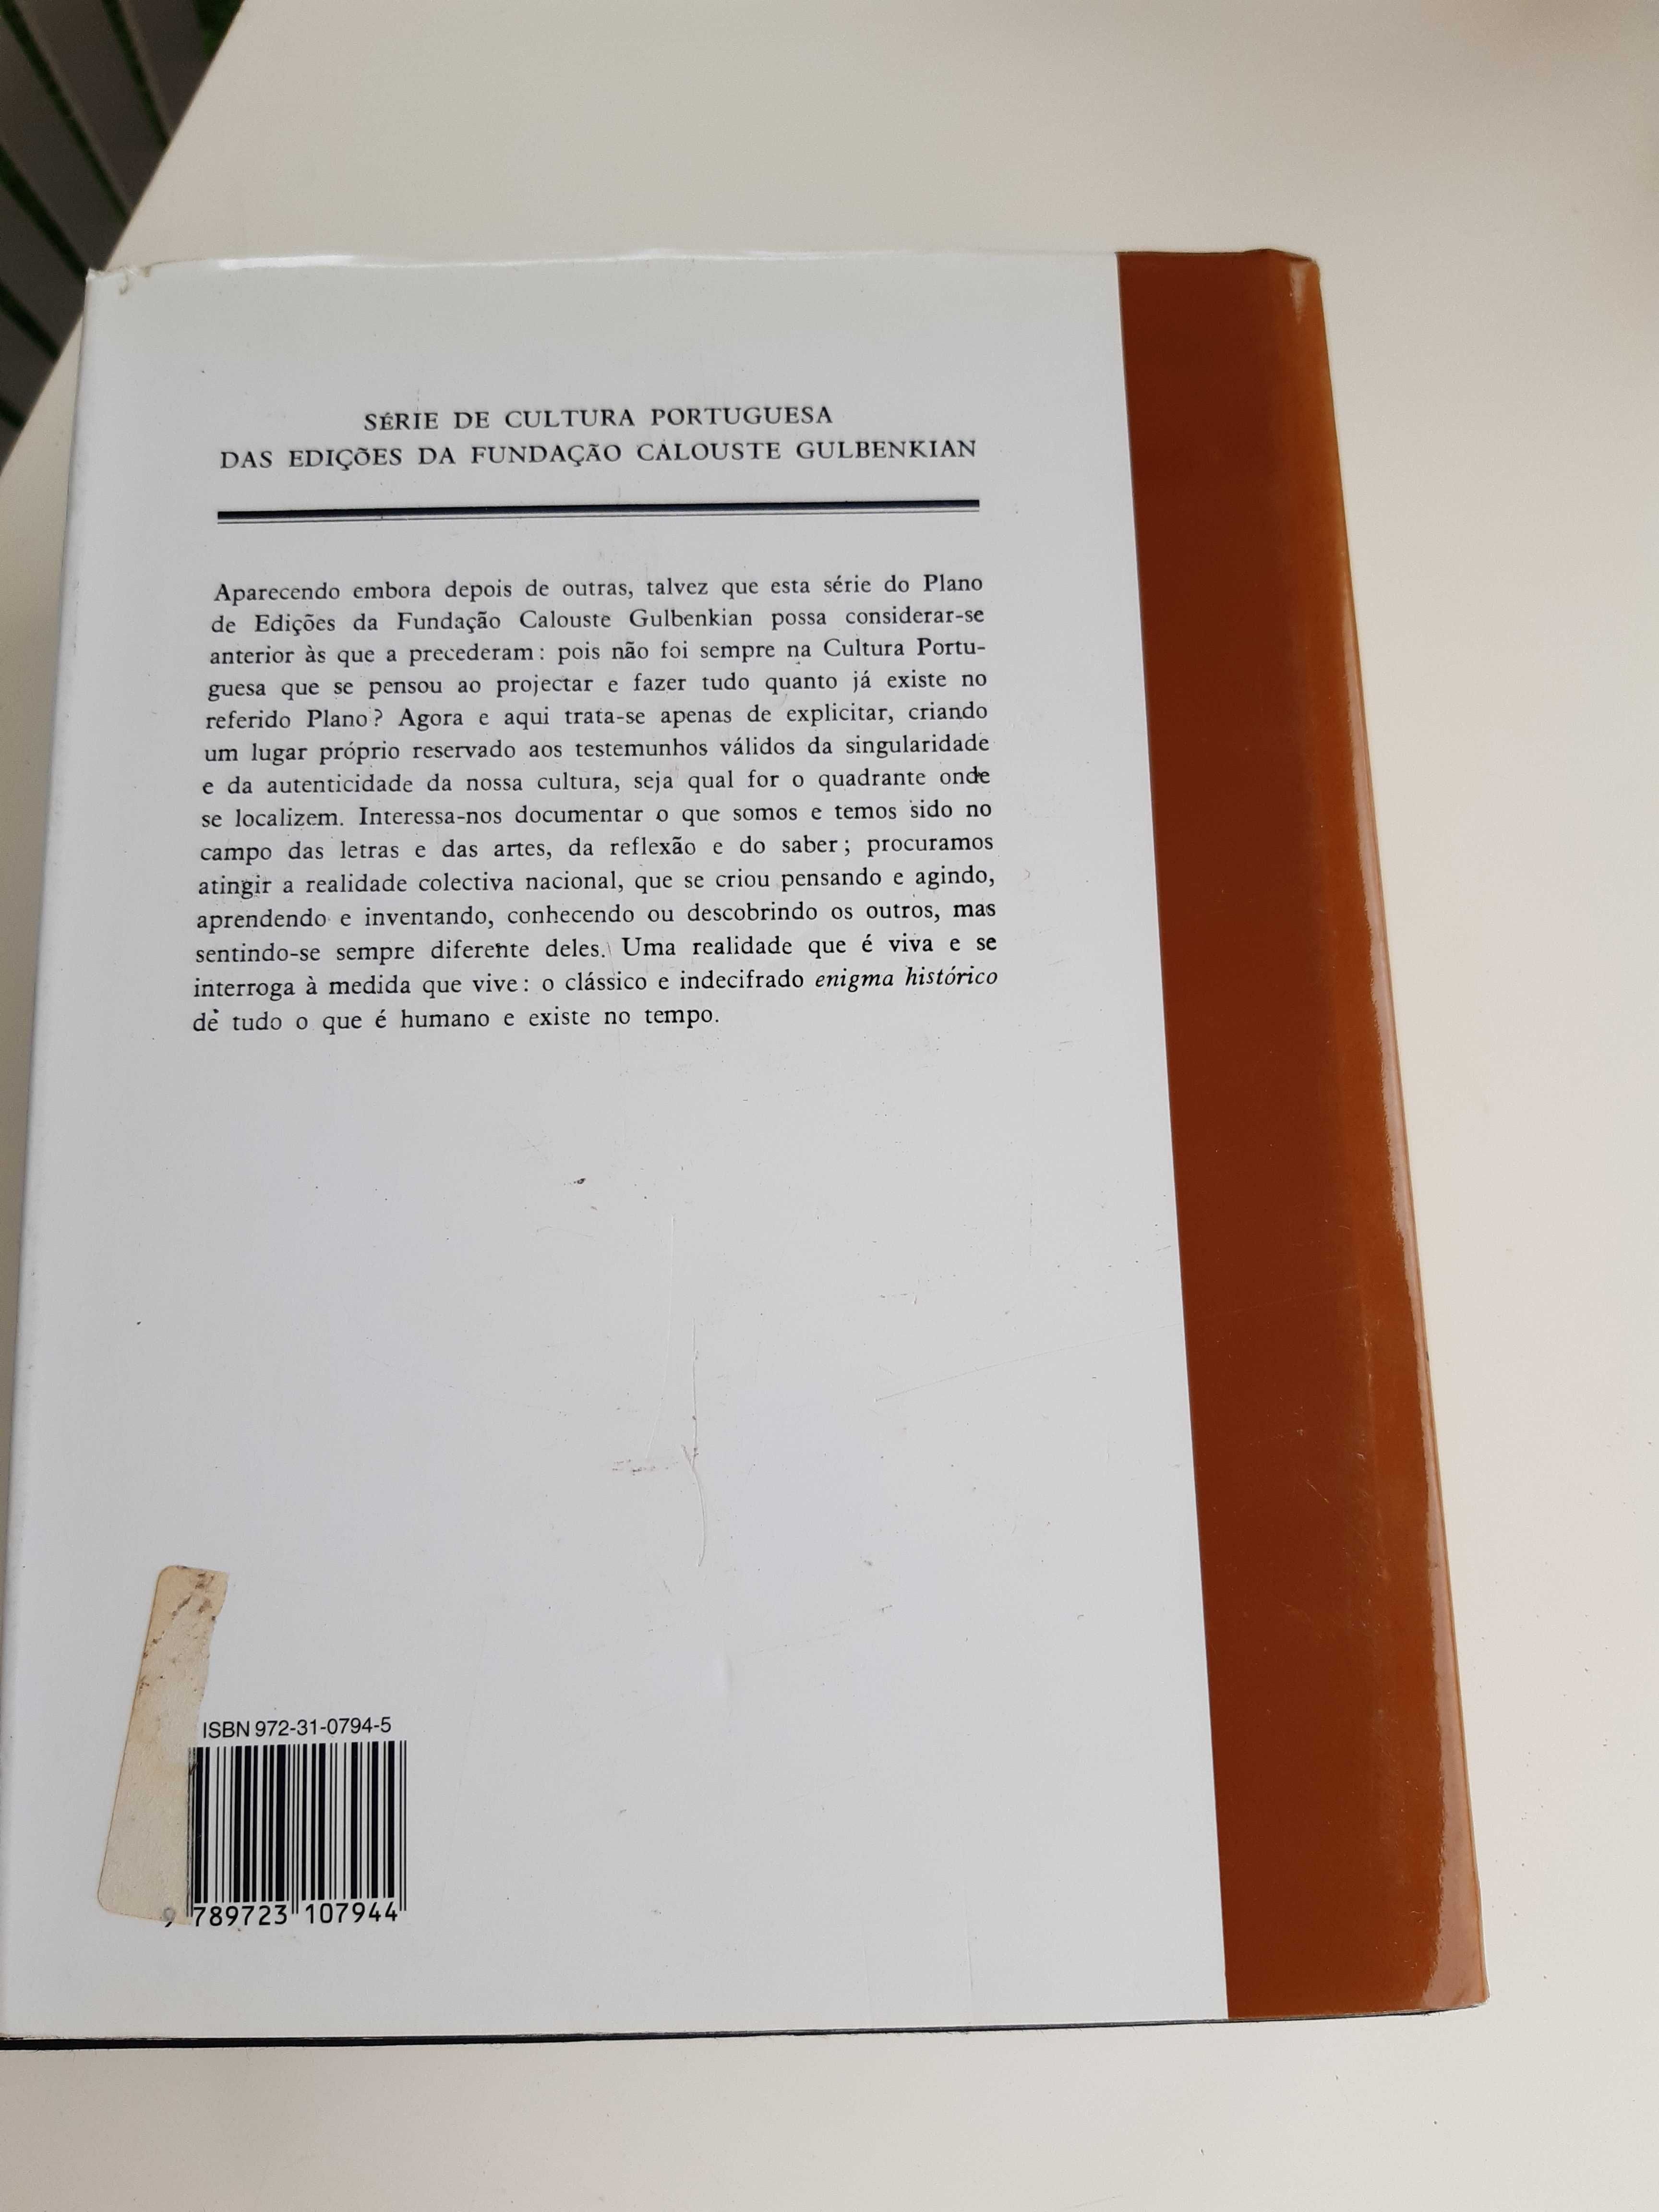 SÉRIE DE CULTURA PORTUGUESA
DAS EDIÇÕES DA FUNDAÇÃO CALOUSTE GULBENKIAN
Aparecendo embora depois de outras, talvez que esta série do Plano
de Edições da Fundação Calouste Gulbenkian possa considerar-se
anterior às que a precederam: pois não foi sempre na Cultura Portu-
guesa que se pensou ao projectar e fazer tudo quanto já existe no
referido Plano? Agora e aqui trata-se apenas de explicitar, criando
um lugar próprio reservado aos testemunhos válidos da singularidade
e da autenticidade da nossa cultura, seja qual for o quadrante onde
se localizem. Interessa-nos documentar o que somos e temos sido no
campo das letras e das artes, da reflexão e do saber; procuramos
atingir a realidade colectiva nacional, que se criou pensando e agindo,
aprendendo e inventando, conhecendo ou descobrindo os outros, mas
sentindo-se sempre diferente deles. Uma realidade que é viva e se
interroga à medida que vive: o clássico e indecifrado enigma histórico
de tudo o que é humano e existe no tempo.
ISBN 972-31-0794-5
9 789723 107944